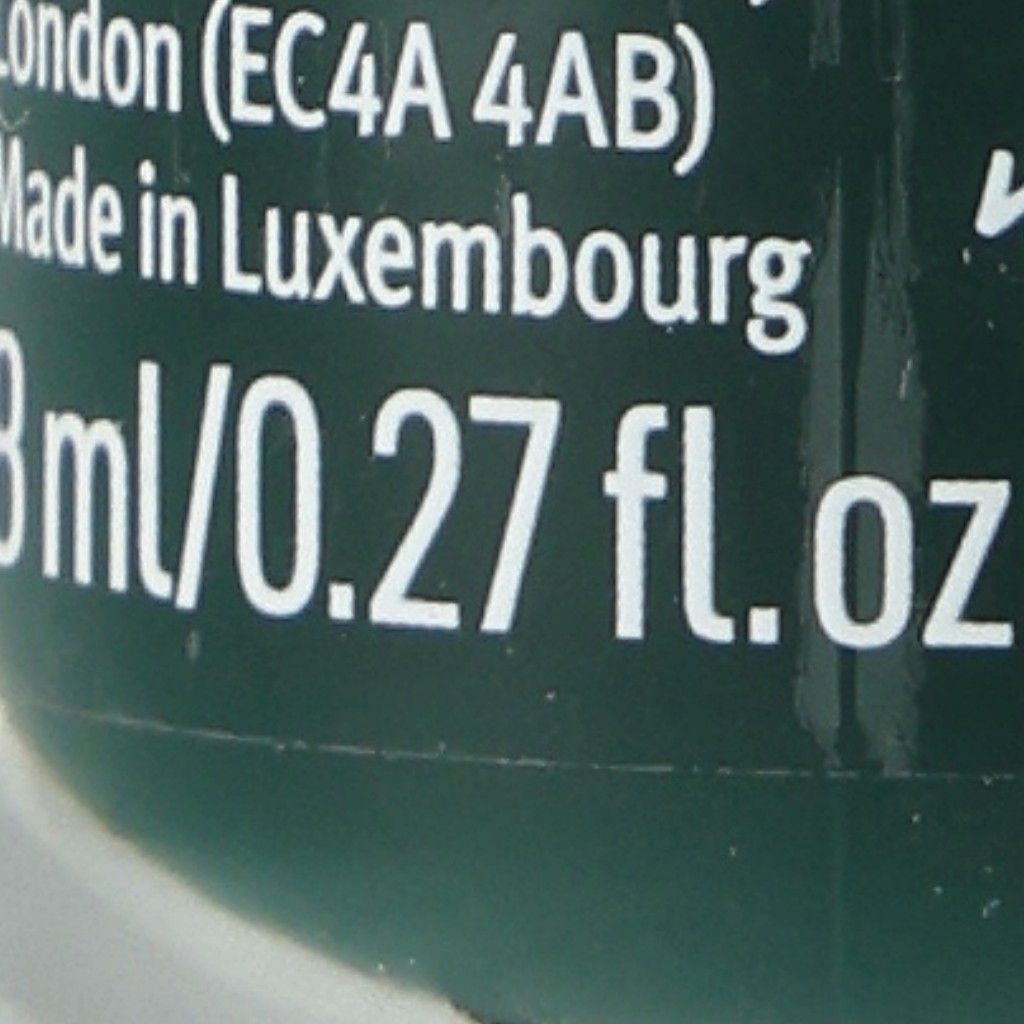 London (EC4A 4AB)
Made in Luxembourg
8 ml/0.27 fl.oz